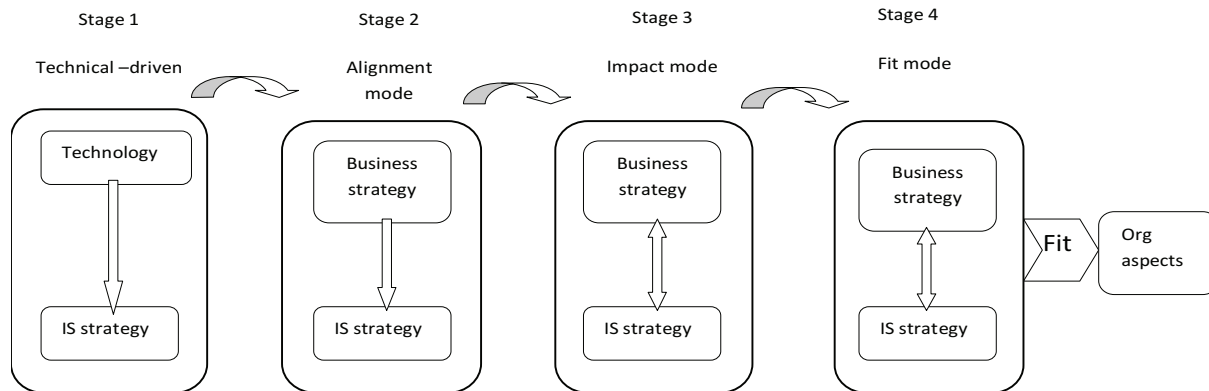 Stage 1
Technical –driven
Technology
IS strategy
Stage 2
Alignment
mode
Business
strategy
IS strategy
Stage 3
Impact mode
Business
strategy
IS strategy
Stage 4
Fit mode
Business
strategy
IS strategy
Fit
Org
aspects